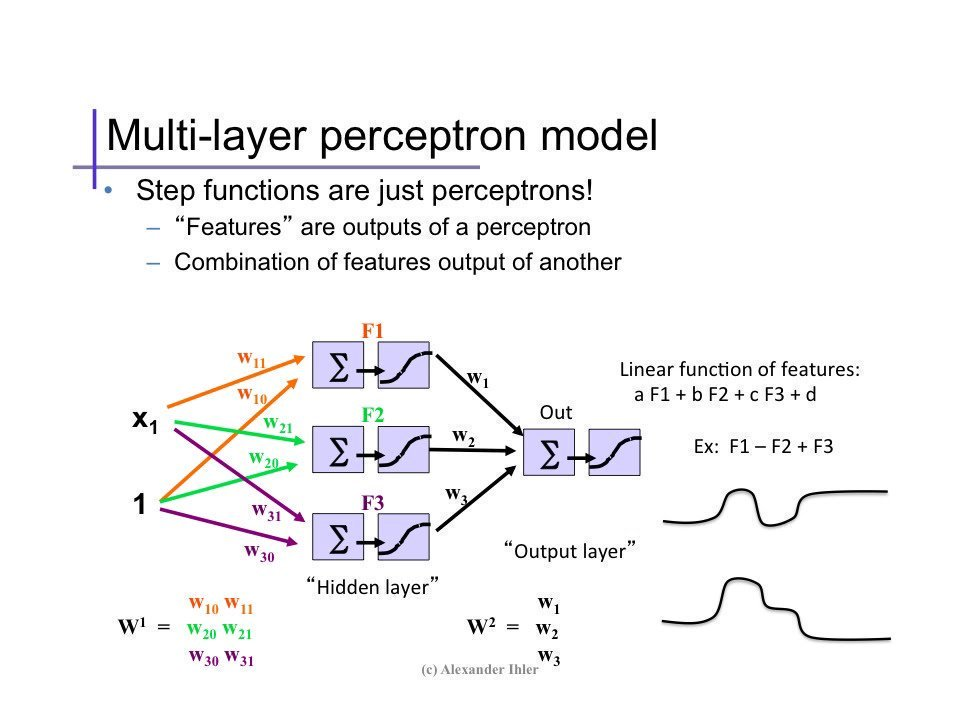 Multi-layer perceptron model
• Step functions are just perceptrons!
– “Features” are outputs of a perceptron
– Combination of features output of another
F1
w11
w10
w1
Linear function of features:
a F1 + b F2 + c F3 + d
x1
F2
w21
Out
w2
w20
Σ
Σ
Σ
Σ
Ex: F1 – F2 + F3
1
F3
w31
w3
w30
“Output layer”
“Hidden layer”
W1 =
w10 w11
w20 w21
w30 w31
W2 =
w1
w2
w3
(c) Alexander Ihler